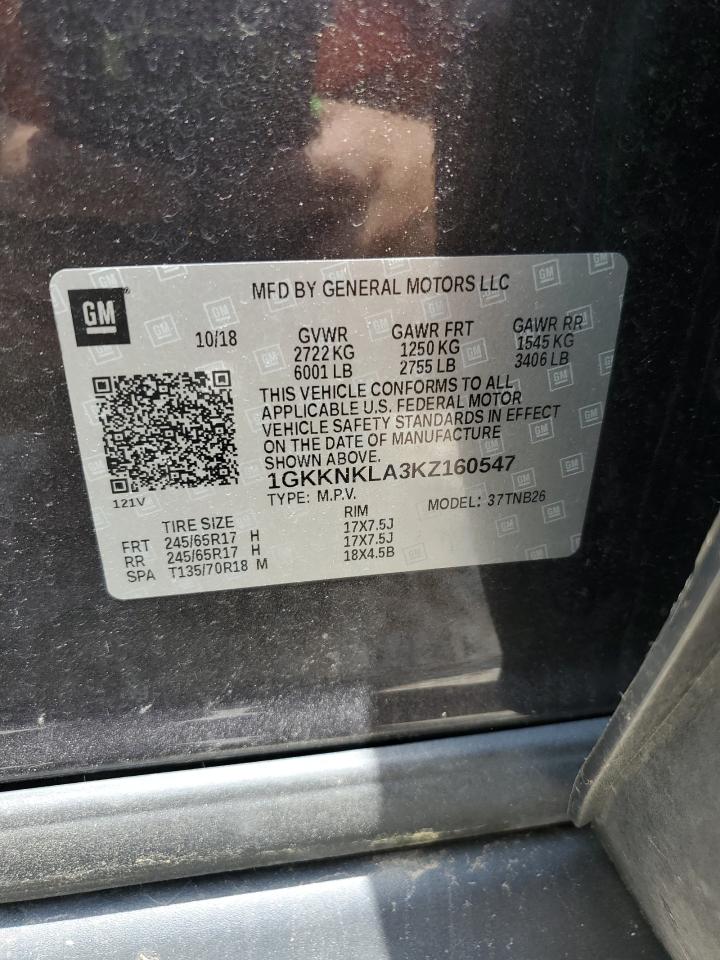 GM
MFD BY GENERAL MOTORS LLC
10/18 GVWR GAWR FRT GAWR RR
2722 KG 1250 KG 1545 KG
6001 LB 2755 LB 3406 LB
THIS VEHICLE CONFORMS TO ALL
APPLICABLE U.S. FEDERAL MOTOR
VEHICLE SAFETY STANDARDS IN EFFECT
ON THE DATE OF MANUFACTURE
SHOWN ABOVE.
1GKKNKLA3KZ160547
121V
TYPE: M.P.V. MODEL: 37TNB26
TIRE SIZE RIM
FRT 245/65R17 H 17X7.5J
RR 245/65R17 H 17X7.5J
SPA T135/70R18 M 18X4.5B